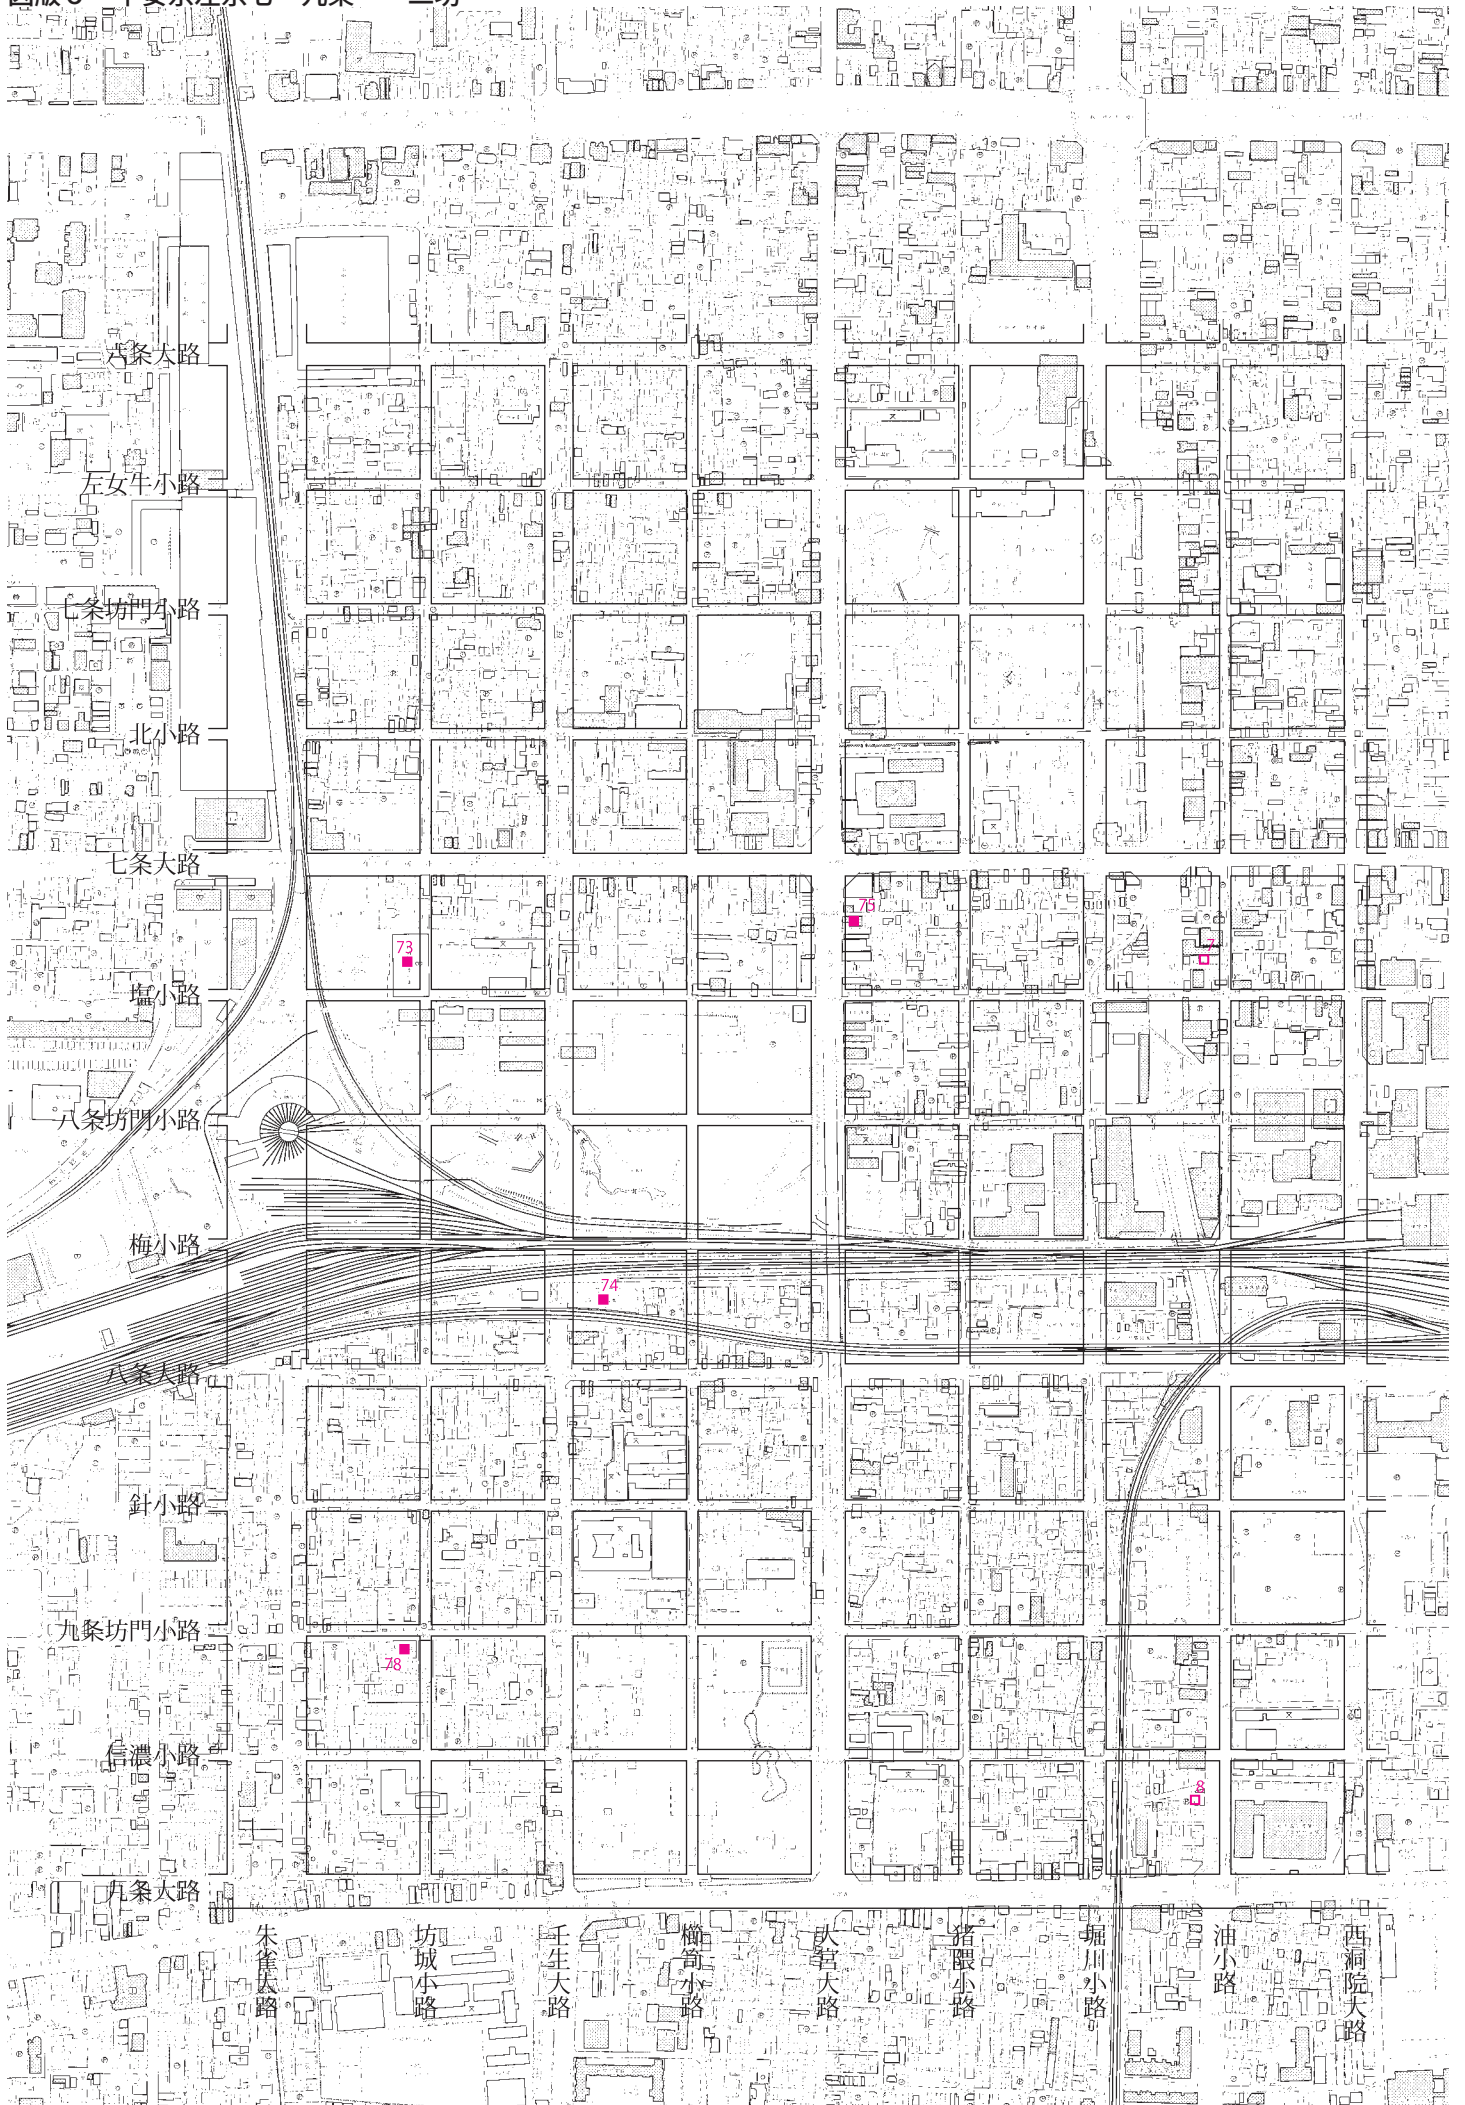 六条大路
左女牛小路
七条坊門小路
北小路
七条大路
75
73
7
塩小路
八条坊門小路
梅小路
74
八条大路
針小路
九条坊門小路
78
信濃小路
8
九条大路
朱雀大路
坊城小路
壬生大路
櫛笥小路
大宮大路
猪隈小路
堀川小路
油小路
西洞院大路